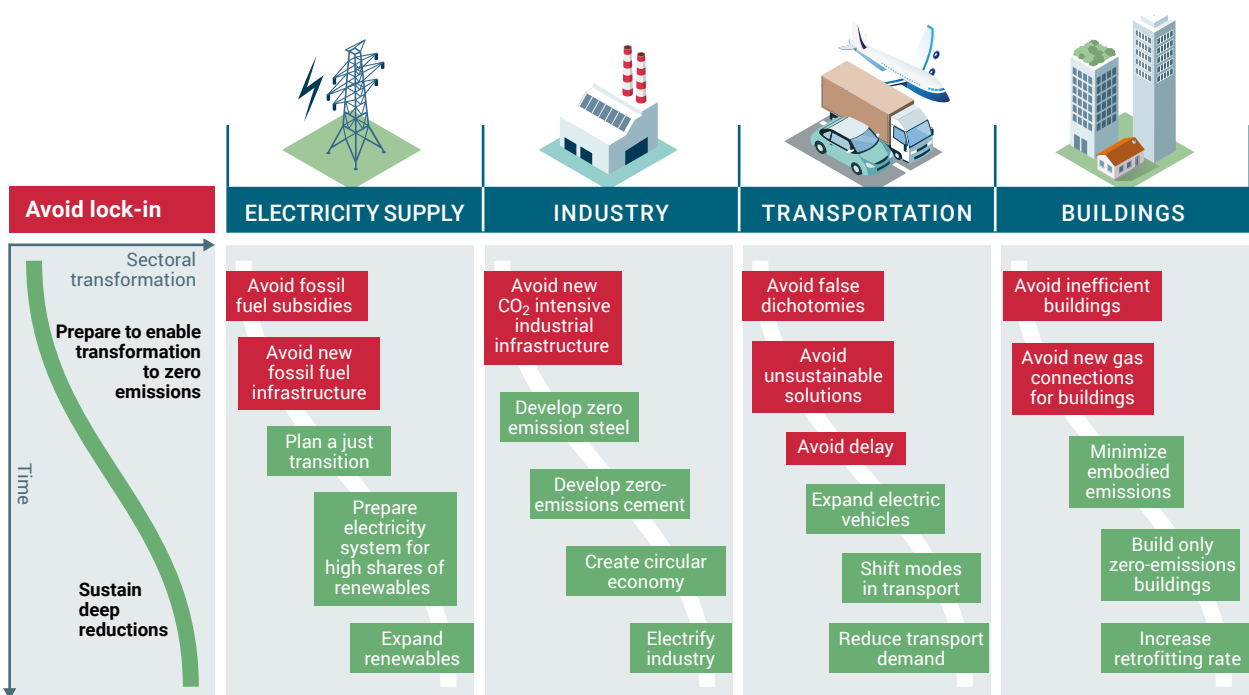 Avoid lock-in
ELECTRICITY SUPPLY
INDUSTRY
TRANSPORTATION
BUILDINGS
Sectoral
transformation
Prepare to enable
transformation
to zero
emissions
Time
Sustain
deep
reductions
Avoid fossil
fuel subsidies
Avoid new
fossil fuel
infrastructure
Plan a just
transition
Prepare
electricity
system for
high shares of
renewables
Expand
renewables
Avoid new
CO₂ intensive
industrial
infrastructure
Develop zero
emission steel
Develop zero-
emissions cement
Create circular
economy
Electrify
industry
Avoid false
dichotomies
Avoid
unsustainable
solutions
Avoid delay
Expand electric
vehicles
Shift modes
in transport
Reduce transport
demand
Avoid inefficient
buildings
Avoid new gas
connections
for buildings
Minimize
embodied
emissions
Build only
zero-emissions
buildings
Increase
retrofitting rate